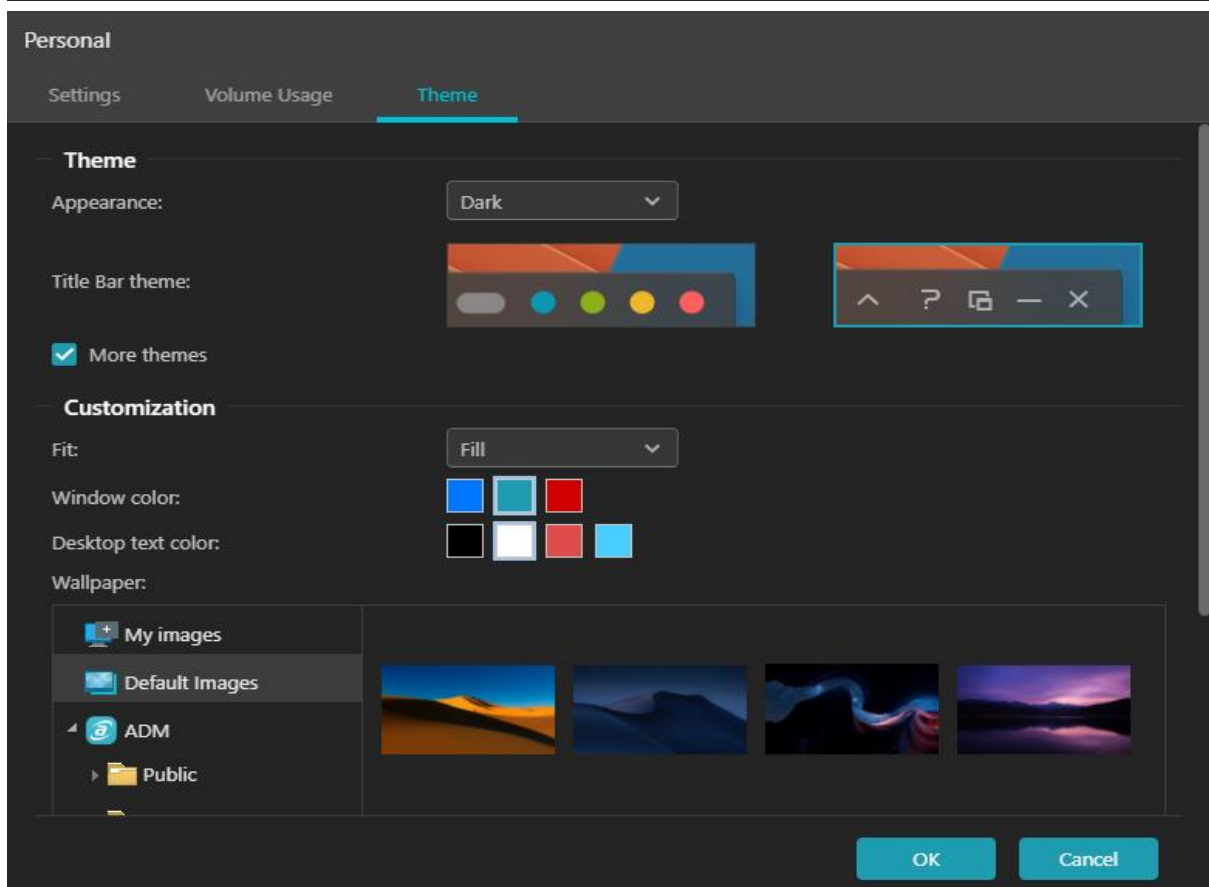 Personal
Settings Volume Usage Theme
Theme
Appearance: Dark
Title Bar theme:
More themes
Customization
Fit: Fill
Window color:
Desktop text color:
Wallpaper:
My images
Default Images
ADM
Public
OK Cancel